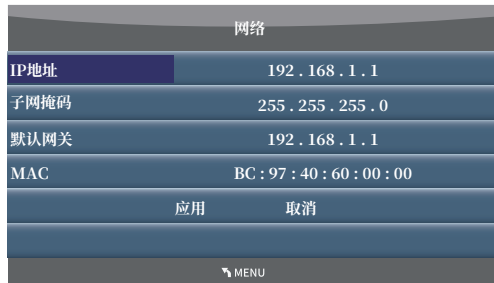 网络
IP地址 192 . 168 . 1 . 1
子网掩码 255 . 255 . 255 . 0
默认网关 192 . 168 . 1 . 1
MAC BC : 97 : 40 : 60 : 00 : 00
应用 取消
MENU